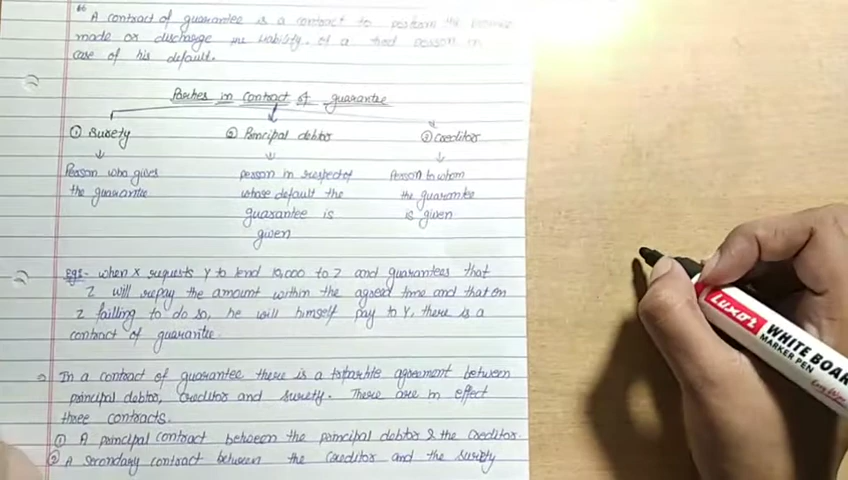 "A contract of guarantee is a contract to perform the promise
made or discharge the liability. of a third person in
case of his default.
Parties in contract of guarantee
① Surety ② Principal debtor ③ Creditor
Person who gives the guarantee
person in respect of whose default the guarantee is given
Person to whom the guarantee is given
Eg:- when X requests Y to lend 10,000 to Z and guarantees that
Z will repay the amount within the agreed time and that on
Z failling to do so, he will himself pay to Y, there is a
contract of guarantee.
In a contract of guarantee there is a tripartite agreement between
principal debtor, creditor and surety. There are in effect
three contracts.
① A principal contract between the principal debtor & the creditor.
② A secondary contract between the creditor and the surety
Luxor
WHITE BOARD
MARKER PEN